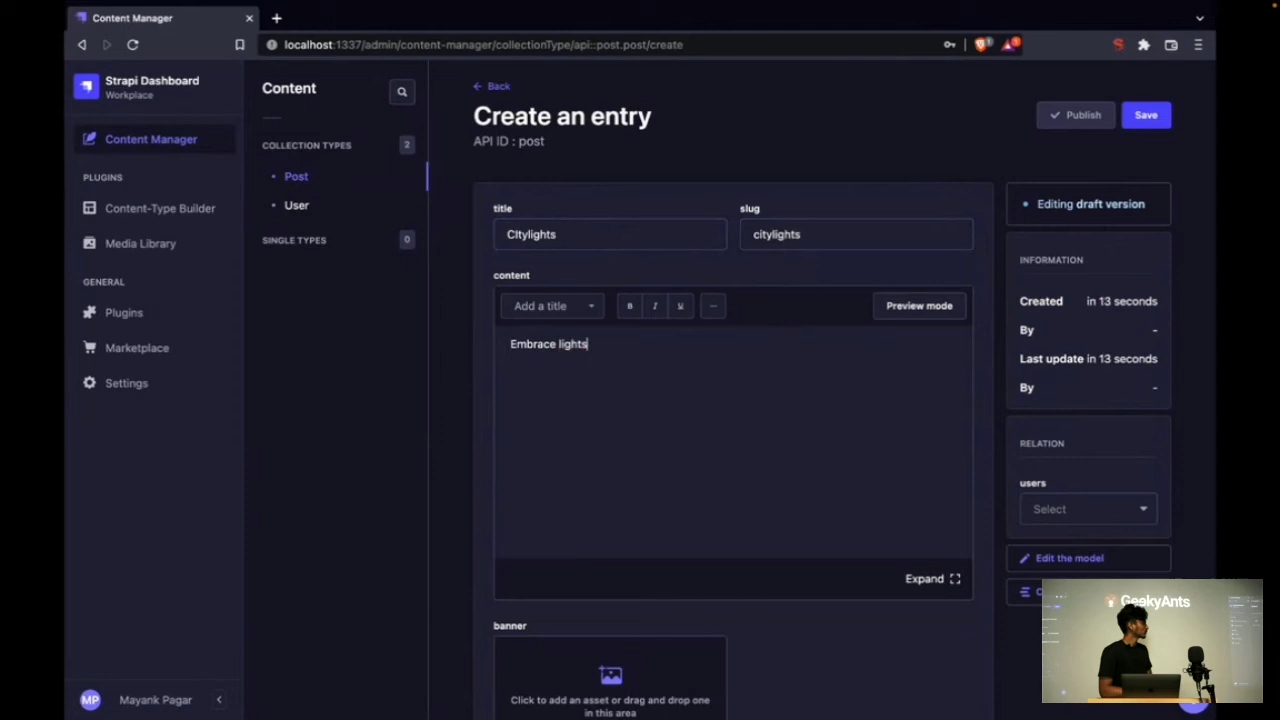 Content Manager
localhost:1337/admin/content-manager/collectionType/api::post.post/create
Strapi Dashboard
Workplace
Content Manager
PLUGINS
Content-Type Builder
Media Library
GENERAL
Plugins
Marketplace
Settings
MP Mayank Pagar
Content
COLLECTION TYPES 2
Post
User
SINGLE TYPES 0
Back
Create an entry
API ID : post
Publish
Save
title
CItylights
slug
citylights
content
Add a title
B I U
Preview mode
Embrace lights
Expand
banner
Click to add an asset or drag and drop one
in this area
Editing draft version
INFORMATION
Created in 13 seconds
By -
Last update in 13 seconds
By -
RELATION
users
Select
Edit the model
GeekyAnts